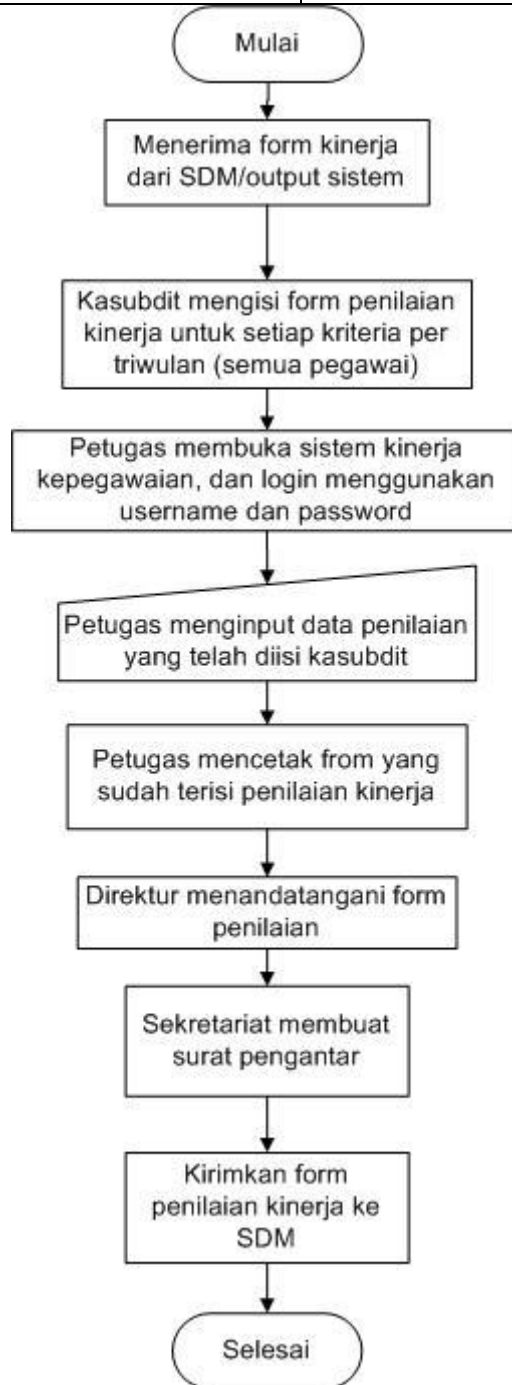 Mulai
Menerima form kinerja
dari SDM/output sistem
Kasubdit mengisi form penilaian
kinerja untuk setiap kriteria per
triwulan (semua pegawai)
Petugas membuka sistem kinerja
kepegawaian, dan login menggunakan
username dan password
Petugas menginput data penilaian
yang telah diisi kasubdit
Petugas mencetak from yang
sudah terisi penilaian kinerja
Direktur menandatangani form
penilaian
Sekretariat membuat
surat pengantar
Kirimkan form
penilaian kinerja ke
SDM
Selesai